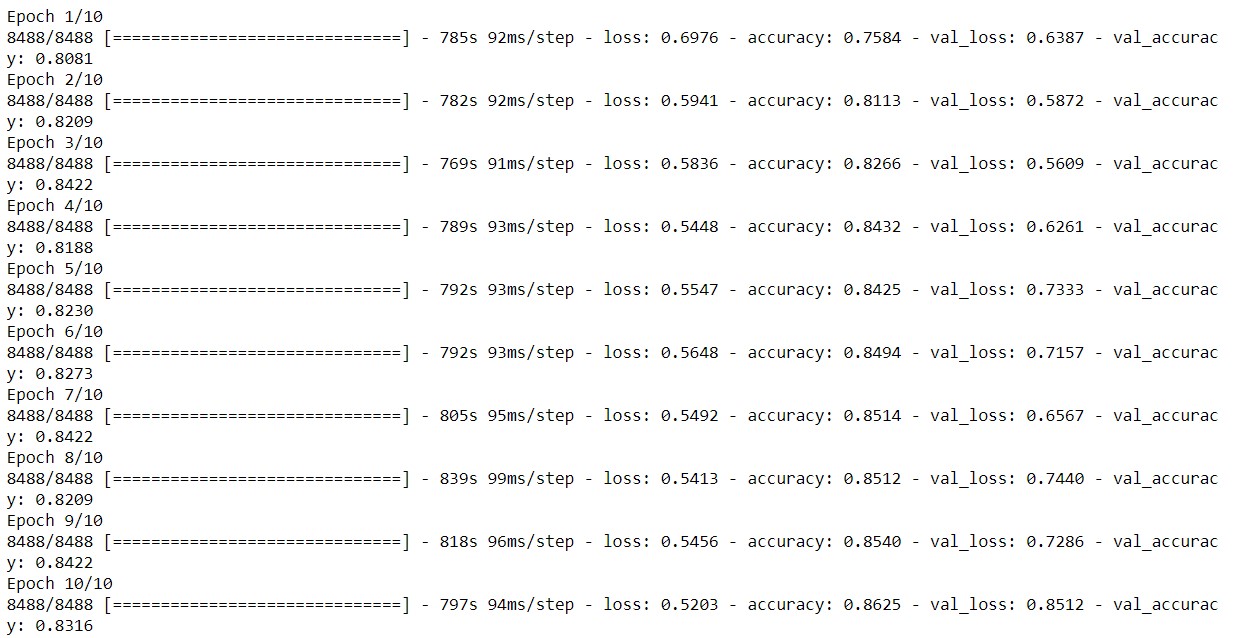 Epoch 1/10
8488/8488 [==============================] - 785s 92ms/step - loss: 0.6976 - accuracy: 0.7584 - val_loss: 0.6387 - val_accurac
y: 0.8081
Epoch 2/10
8488/8488 [==============================] - 782s 92ms/step - loss: 0.5941 - accuracy: 0.8113 - val_loss: 0.5872 - val_accurac
y: 0.8209
Epoch 3/10
8488/8488 [==============================] - 769s 91ms/step - loss: 0.5836 - accuracy: 0.8266 - val_loss: 0.5609 - val_accurac
y: 0.8422
Epoch 4/10
8488/8488 [==============================] - 789s 93ms/step - loss: 0.5448 - accuracy: 0.8432 - val_loss: 0.6261 - val_accurac
y: 0.8188
Epoch 5/10
8488/8488 [==============================] - 792s 93ms/step - loss: 0.5547 - accuracy: 0.8425 - val_loss: 0.7333 - val_accurac
y: 0.8230
Epoch 6/10
8488/8488 [==============================] - 792s 93ms/step - loss: 0.5648 - accuracy: 0.8494 - val_loss: 0.7157 - val_accurac
y: 0.8273
Epoch 7/10
8488/8488 [==============================] - 805s 95ms/step - loss: 0.5492 - accuracy: 0.8514 - val_loss: 0.6567 - val_accurac
y: 0.8422
Epoch 8/10
8488/8488 [==============================] - 839s 99ms/step - loss: 0.5413 - accuracy: 0.8512 - val_loss: 0.7440 - val_accurac
y: 0.8209
Epoch 9/10
8488/8488 [==============================] - 818s 96ms/step - loss: 0.5456 - accuracy: 0.8540 - val_loss: 0.7286 - val_accurac
y: 0.8422
Epoch 10/10
8488/8488 [==============================] - 797s 94ms/step - loss: 0.5203 - accuracy: 0.8625 - val_loss: 0.8512 - val_accurac
y: 0.8316